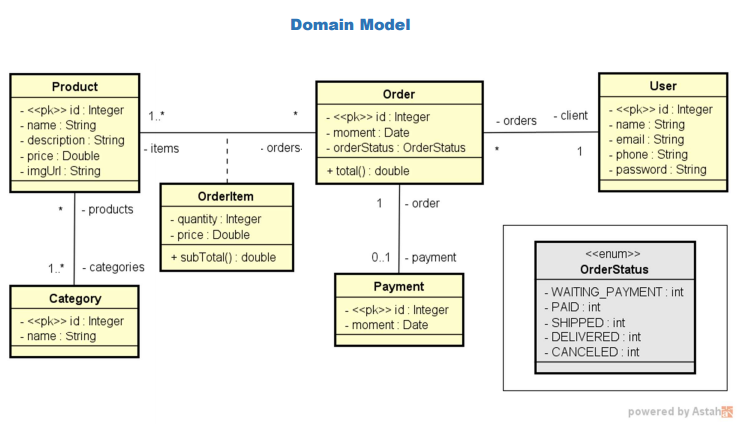 Domain Model
Product
- <<pk>> id : Integer
- name : String
- description : String
- price : Double
- imgUrl : String
1..*
- items
*
- orders
Order
- <<pk>> id : Integer
- moment : Date
- orderStatus : OrderStatus
+ total() : double
- orders
*
- client
1
User
- <<pk>> id : Integer
- name : String
- email : String
- phone : String
- password : String
OrderItem
- quantity : Integer
- price : Double
+ subTotal() : double
* - products
1..* - categories
Category
- <<pk>> id : Integer
- name : String
1 - order
0..1 - payment
Payment
- <<pk>> id : Integer
- moment : Date
<<enum>>
OrderStatus
- WAITING_PAYMENT : int
- PAID : int
- SHIPPED : int
- DELIVERED : int
- CANCELED : int
powered by Astah